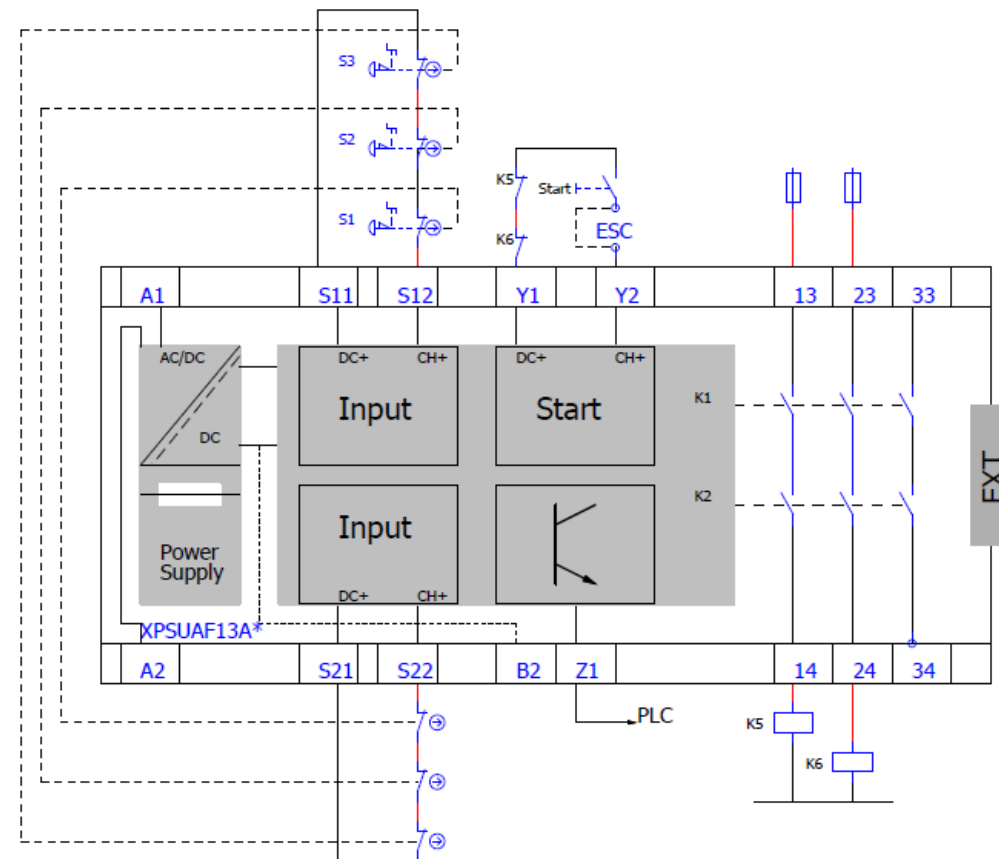 S3
S2
S1
K5
Start
ESC
K6
A1
S11
S12
Y1
Y2
13
23
33
AC/DC
DC
DC+
CH+
Input
DC+
CH+
Start
K1
K2
EXT
Input
DC+
CH+
Power
Supply
XPSUAF13A*
A2
S21
S22
B2
Z1
14
24
34
PLC
K5
K6